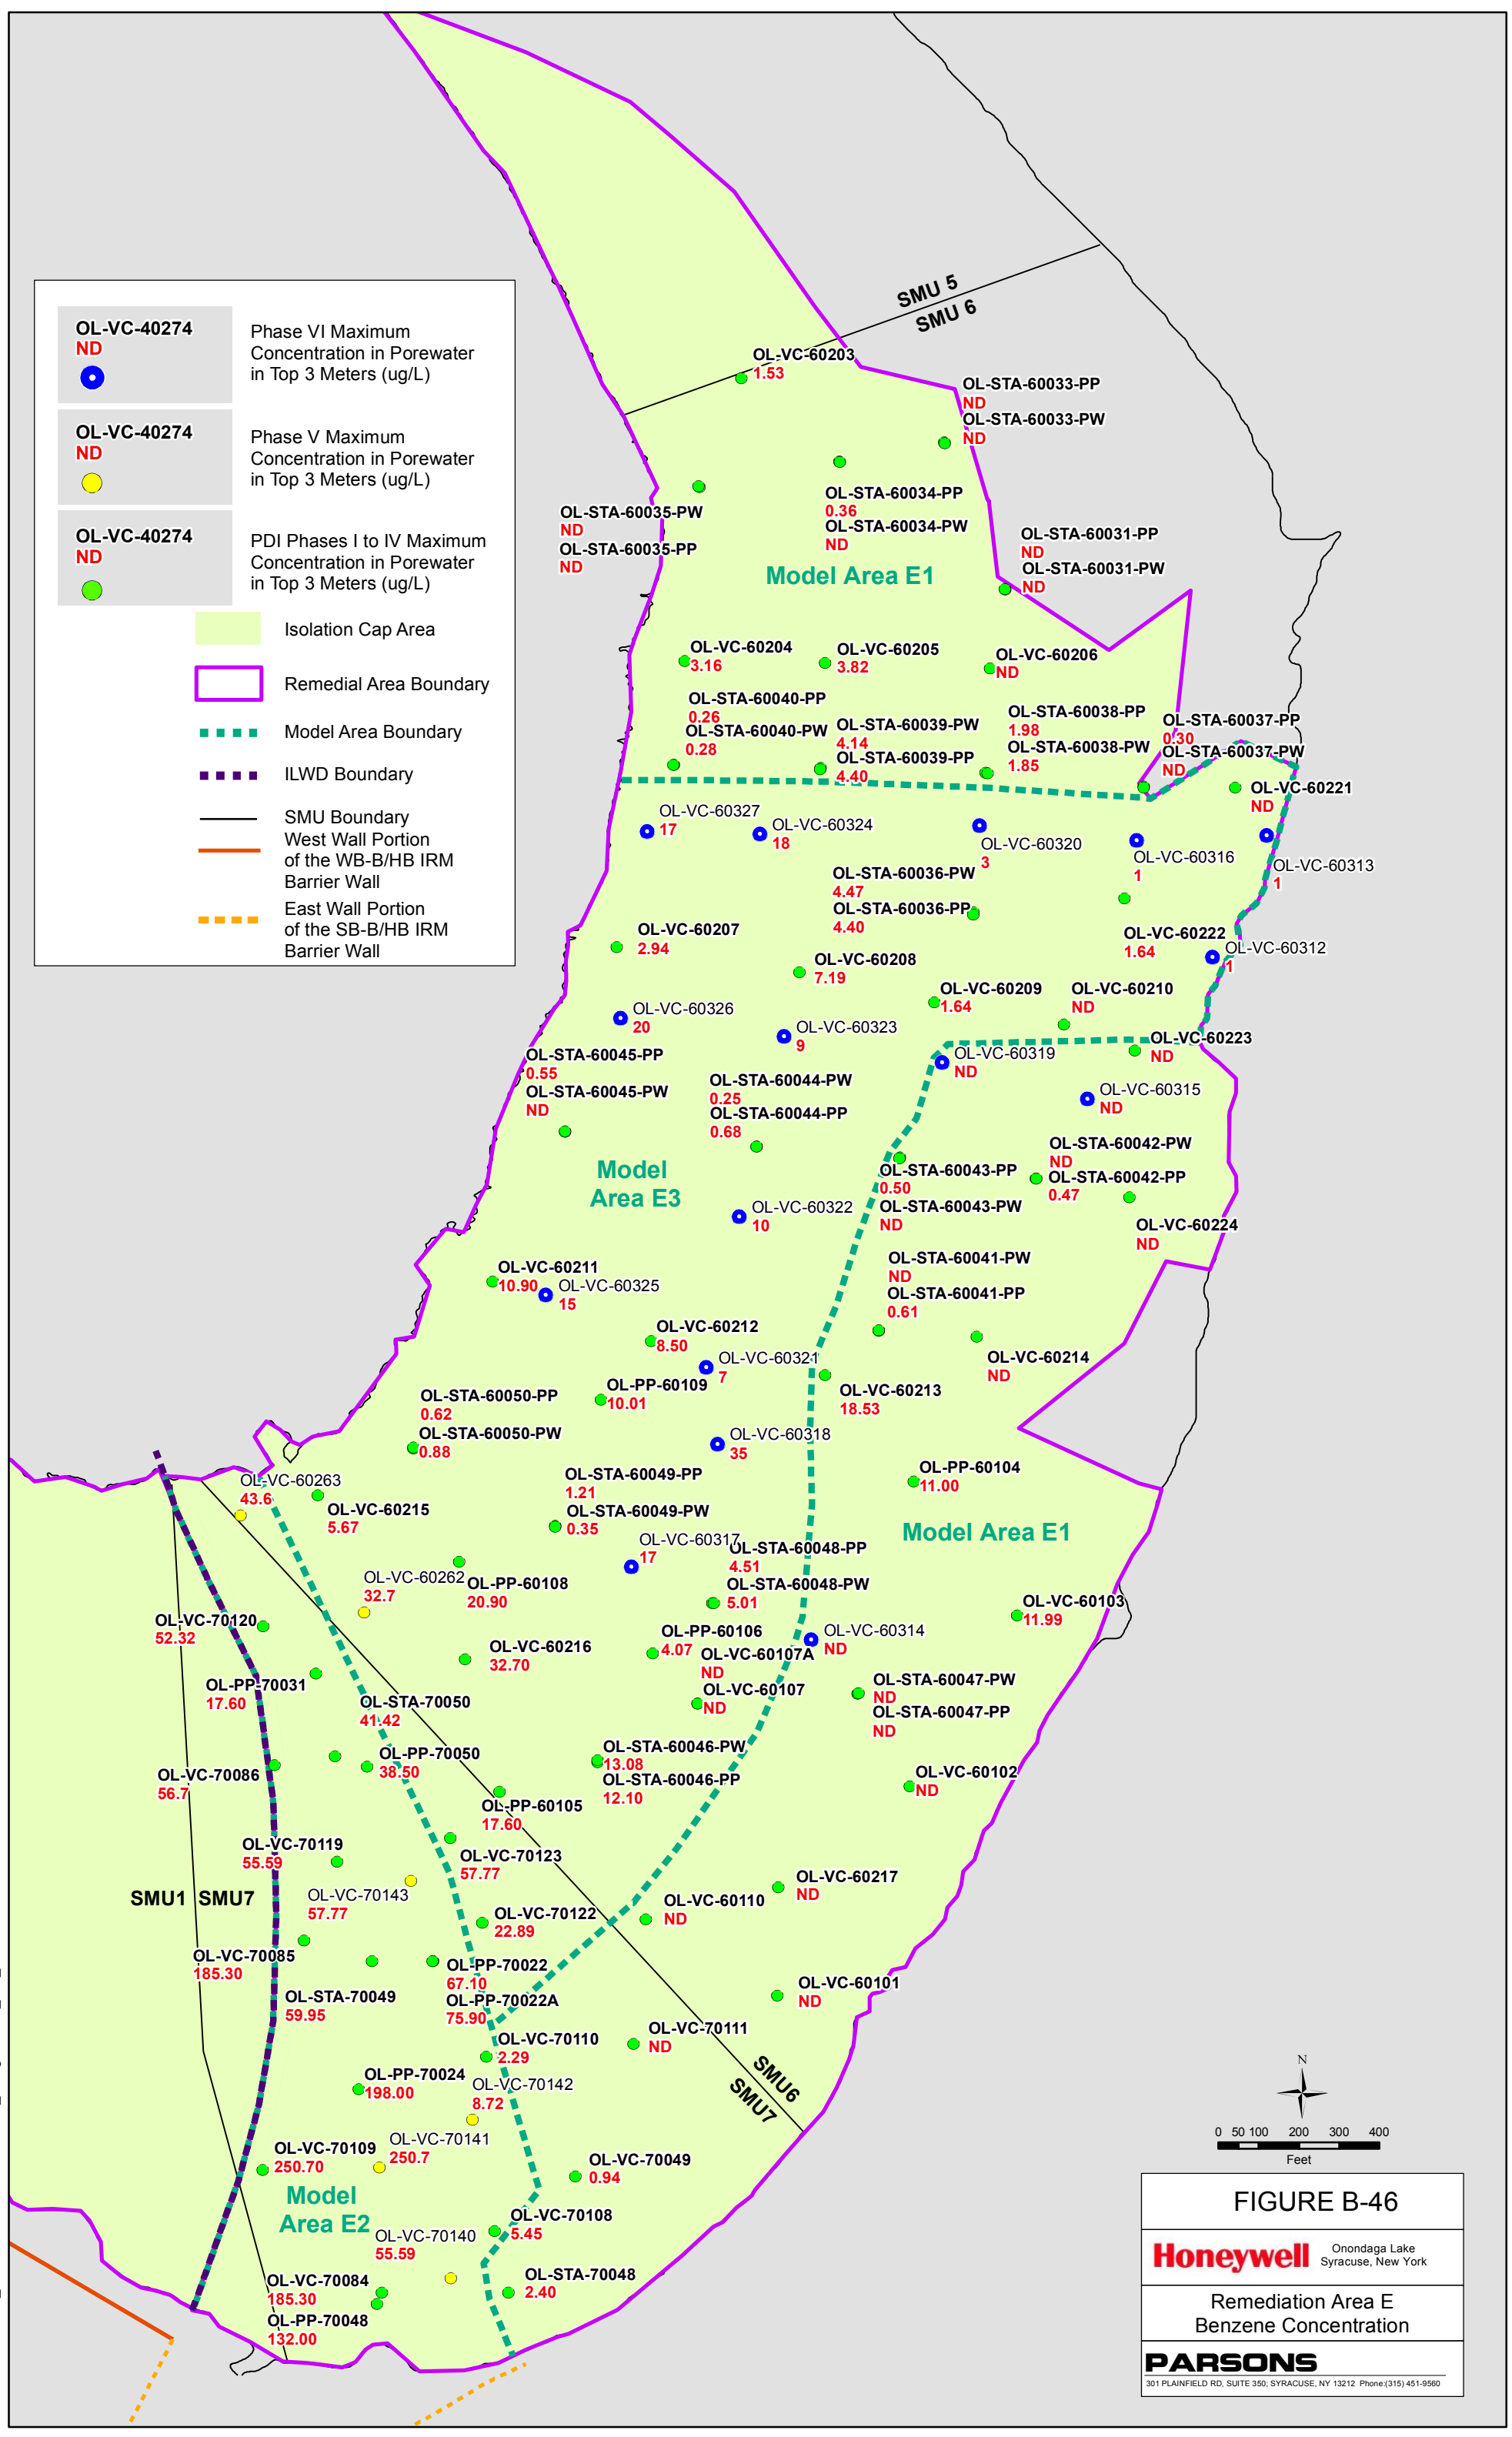 OL-VC-40274
ND
Phase VI Maximum
Concentration in Porewater
in Top 3 Meters (ug/L)
OL-VC-40274
ND
Phase V Maximum
Concentration in Porewater
in Top 3 Meters (ug/L)
OL-VC-40274
ND
PDI Phases I to IV Maximum
Concentration in Porewater
in Top 3 Meters (ug/L)
Isolation Cap Area
Remedial Area Boundary
Model Area Boundary
ILWD Boundary
SMU Boundary
West Wall Portion
of the WB-B/HB IRM
Barrier Wall
East Wall Portion
of the SB-B/HB IRM
Barrier Wall
SMU 5
SMU 6
OL-VC-60203
1.53
OL-STA-60033-PP
ND
OL-STA-60033-PW
ND
OL-STA-60034-PP
0.36
OL-STA-60034-PW
ND
OL-STA-60035-PW
ND
OL-STA-60035-PP
ND
OL-STA-60031-PP
ND
OL-STA-60031-PW
ND
Model Area E1
OL-VC-60204
3.16
OL-VC-60205
3.82
OL-VC-60206
ND
OL-STA-60040-PP
0.26
OL-STA-60040-PW
0.28
OL-STA-60039-PW
4.14
OL-STA-60039-PP
4.40
OL-STA-60038-PP
1.98
OL-STA-60038-PW
1.85
OL-STA-60037-PP
0.30
OL-STA-60037-PW
ND
OL-VC-60221
ND
OL-VC-60327
17
OL-VC-60324
18
OL-VC-60320
3
OL-VC-60316
1
OL-VC-60313
1
OL-STA-60036-PW
4.47
OL-STA-60036-PP
4.40
OL-VC-60207
2.94
OL-VC-60208
7.19
OL-VC-60222
1.64
OL-VC-60312
1
OL-VC-60209
1.64
OL-VC-60210
ND
OL-VC-60326
20
OL-VC-60323
9
OL-VC-60223
ND
OL-VC-60319
ND
OL-STA-60045-PP
0.55
OL-STA-60045-PW
ND
OL-STA-60044-PW
0.25
OL-STA-60044-PP
0.68
OL-VC-60315
ND
OL-STA-60042-PW
ND
OL-STA-60042-PP
0.47
Model
Area E3
OL-STA-60043-PP
0.50
OL-STA-60043-PW
ND
OL-VC-60322
10
OL-VC-60224
ND
OL-VC-60211
10.90
OL-VC-60325
15
OL-STA-60041-PW
ND
OL-STA-60041-PP
0.61
OL-VC-60212
8.50
OL-VC-60321
7
OL-VC-60214
ND
OL-PP-60109
10.01
OL-VC-60213
18.53
OL-STA-60050-PP
0.62
OL-STA-60050-PW
0.88
OL-VC-60318
35
OL-VC-60263
43.6
OL-VC-60215
5.67
OL-STA-60049-PP
1.21
OL-STA-60049-PW
0.35
OL-PP-60104
11.00
Model Area E1
OL-VC-60317
17
OL-STA-60048-PP
4.51
OL-STA-60048-PW
5.01
OL-VC-60262
32.7
OL-PP-60108
20.90
OL-VC-60103
11.99
OL-VC-70120
52.32
OL-VC-60216
32.70
OL-PP-60106
4.07
OL-VC-60107A
ND
OL-VC-60107
ND
OL-VC-60314
ND
OL-PP-70031
17.60
OL-STA-70050
41.42
OL-STA-60047-PW
ND
OL-STA-60047-PP
ND
OL-PP-70050
38.50
OL-STA-60046-PW
13.08
OL-STA-60046-PP
12.10
OL-VC-60102
ND
OL-VC-70086
56.7
OL-PP-60105
17.60
OL-VC-70119
55.59
OL-VC-70123
57.77
SMU1
SMU7
OL-VC-70143
57.77
OL-VC-60217
ND
OL-VC-60110
ND
OL-VC-70122
22.89
OL-VC-70085
185.30
OL-PP-70022
67.10
OL-PP-70022A
75.90
OL-STA-70049
59.95
OL-VC-60101
ND
OL-VC-70110
2.29
OL-VC-70111
ND
SMU6
SMU7
OL-PP-70024
198.00
OL-VC-70142
8.72
OL-VC-70109
250.70
OL-VC-70141
250.7
OL-VC-70049
0.94
Model
Area E2
OL-VC-70140
55.59
OL-VC-70108
5.45
OL-VC-70084
185.30
OL-PP-70048
132.00
OL-STA-70048
2.40
N
0 50 100 200 300 400
Feet
FIGURE B-46
Honeywell
Onondaga Lake
Syracuse, New York
Remediation Area E
Benzene Concentration
PARSONS
301 PLAINFIELD RD, SUITE 350; SYRACUSE, NY 13212 Phone:(315) 451-9560